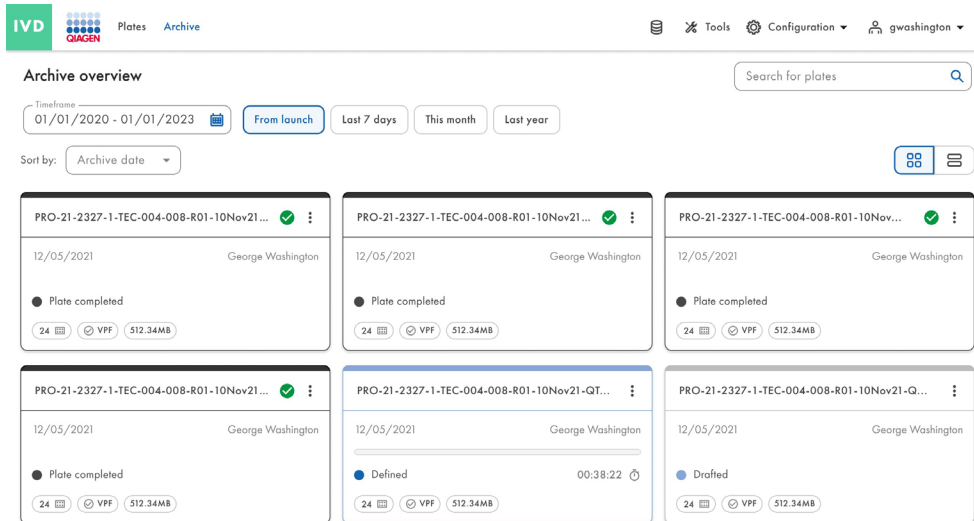 IVD QIAGEN Plates Archive Tools Configuration gwashington
Archive overview
Search for plates
Timeframe
01/01/2020 - 01/01/2023 From launch Last 7 days This month Last year
Sort by: Archive date
PRO-21-2327-1-TEC-004-008-R01-10Nov21...
12/05/2021 George Washington
Plate completed
24 VPF 512.34MB
PRO-21-2327-1-TEC-004-008-R01-10Nov21...
12/05/2021 George Washington
Plate completed
24 VPF 512.34MB
PRO-21-2327-1-TEC-004-008-R01-10Nov...
12/05/2021 George Washington
Plate completed
24 VPF 512.34MB
PRO-21-2327-1-TEC-004-008-R01-10Nov21...
12/05/2021 George Washington
Plate completed
24 VPF 512.34MB
PRO-21-2327-1-TEC-004-008-R01-10Nov21-QT...
12/05/2021 George Washington
Defined 00:38:22
24 VPF 512.34MB
PRO-21-2327-1-TEC-004-008-R01-10Nov21-Q...
12/05/2021 George Washington
Drafted
24 VPF 512.34MB